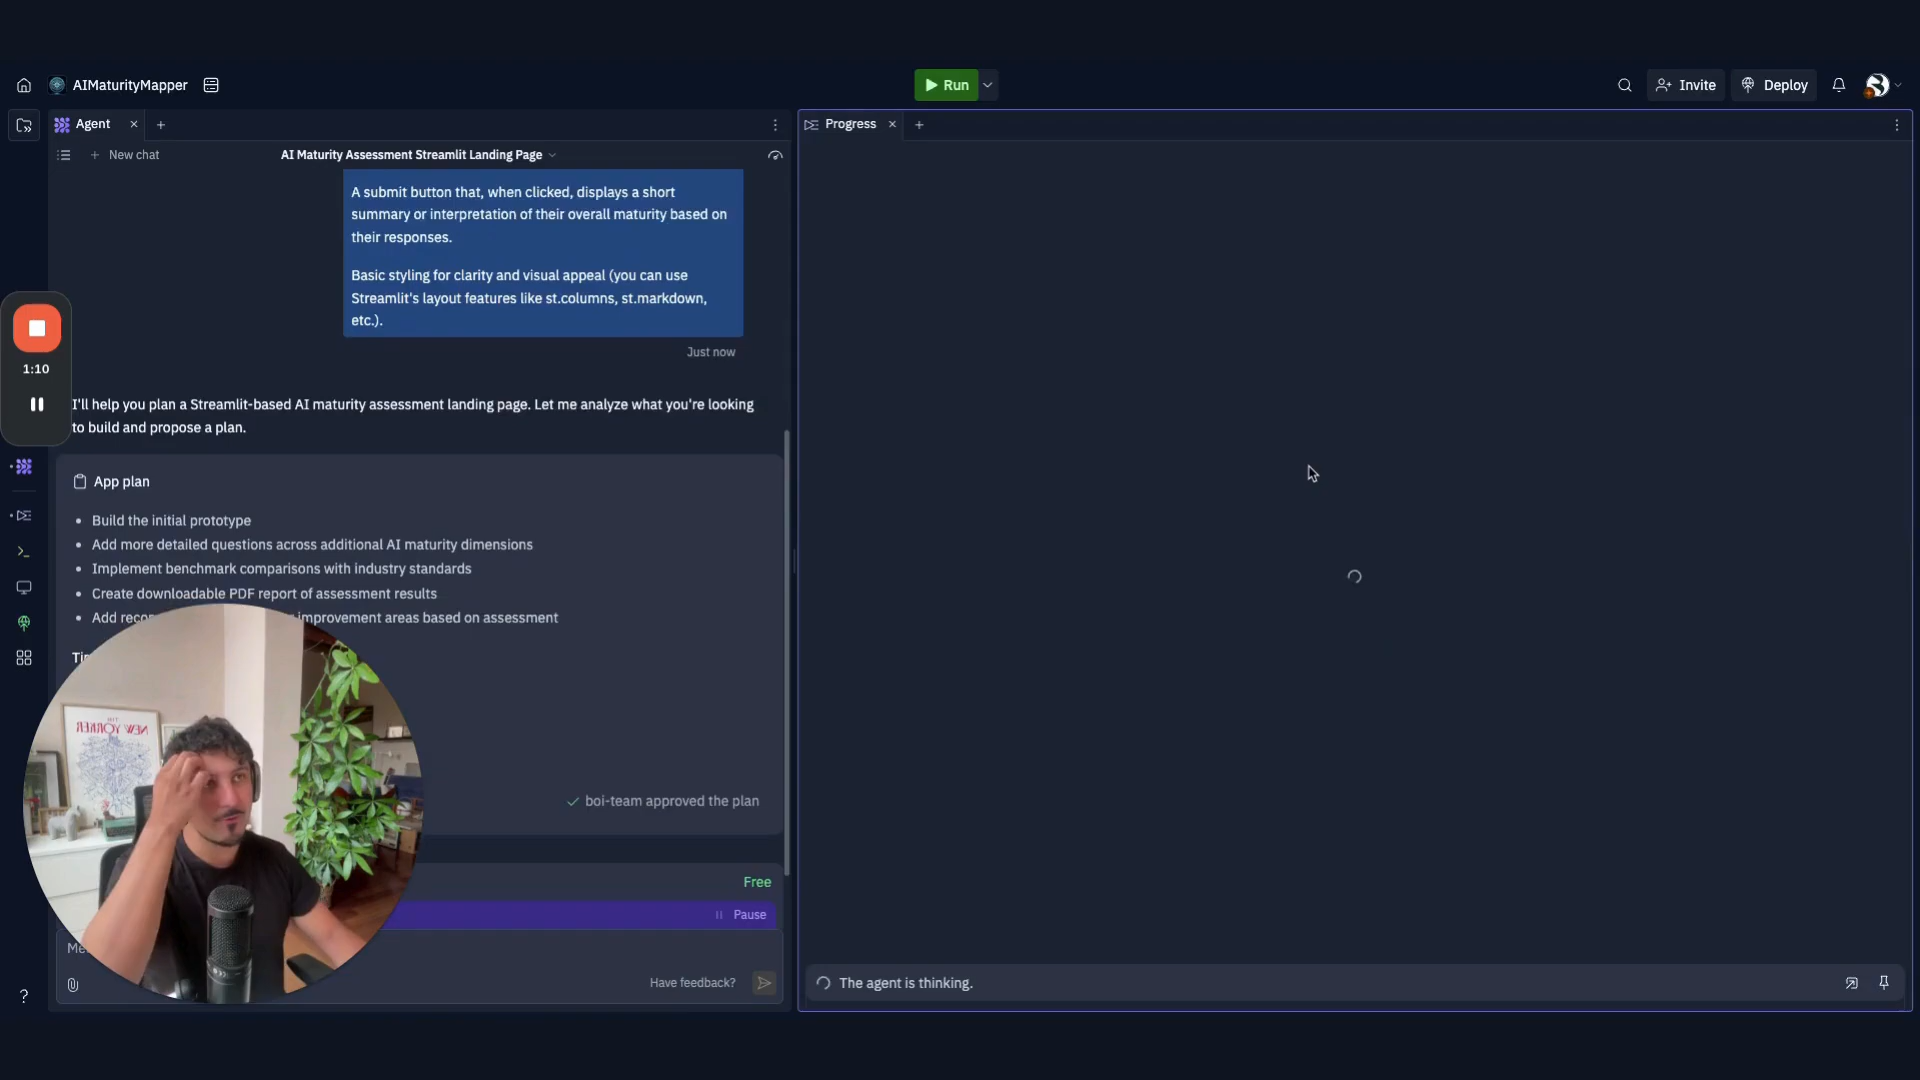 AIMaturityMapper
Run
Invite
Deploy
Agent
Progress
New chat
AI Maturity Assessment Streamlit Landing Page
A submit button that, when clicked, displays a short
summary or interpretation of their overall maturity based on
their responses.
Basic styling for clarity and visual appeal (you can use
Streamlit's layout features like st.columns, st.markdown,
etc.).
Just now
1:10
I'll help you plan a Streamlit-based AI maturity assessment landing page. Let me analyze what you're looking
to build and propose a plan.
App plan
Build the initial prototype
Add more detailed questions across additional AI maturity dimensions
Implement benchmark comparisons with industry standards
Create downloadable PDF report of assessment results
Add improvement areas based on assessment
NEW YORKER
boi-team approved the plan
Free
Pause
Have feedback?
The agent is thinking.
?